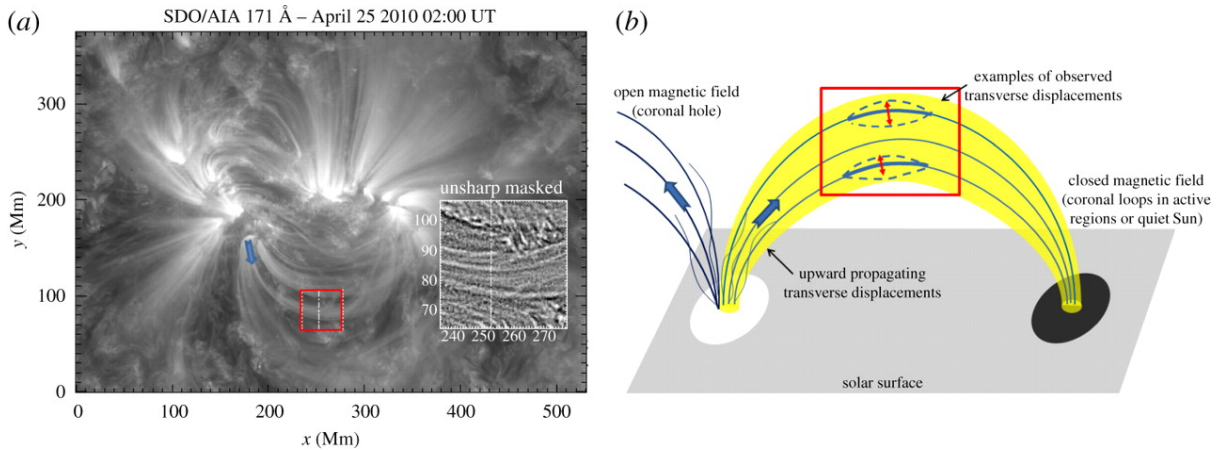 (a)
SDO/AIA 171 Å – April 25 2010 02:00 UT
300
200
100
0
y (Mm)
0 100 200 300 400 500
x (Mm)
unsharp masked
100
90
80
70
240 250 260 270
(b)
open magnetic field
(coronal hole)
examples of observed
transverse displacements
closed magnetic field
(coronal loops in active
regions or quiet Sun)
upward propagating
transverse displacements
solar surface